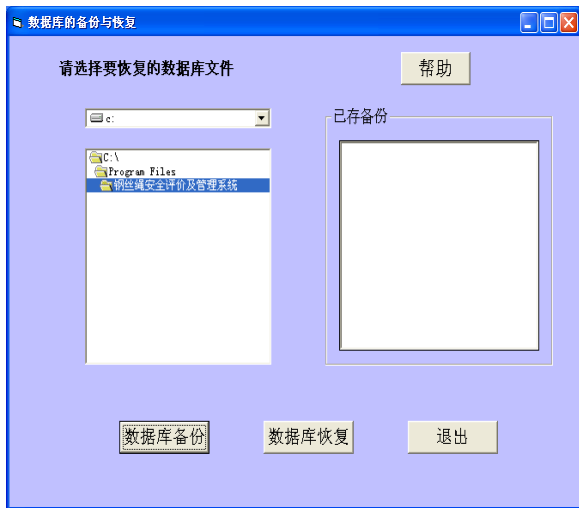 数据库的备份与恢复
请选择要恢复的数据库文件
帮助
c:
已存备份
C:\
Program Files
钢丝绳安全评价及管理系统
数据库备份
数据库恢复
退出